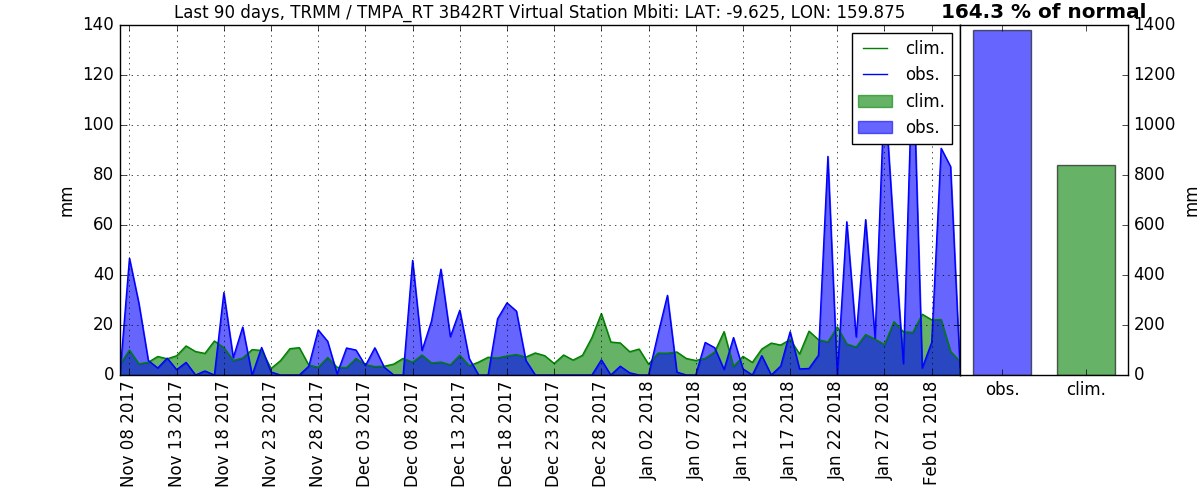 Last 90 days, TRMM / TMPA_RT 3B42RT Virtual Station Mbiti: LAT: -9.625, LON: 159.875
164.3 % of normal
140
120
100
80
60
40
20
0
mm
clim.
obs.
clim.
obs.
1400
1200
1000
800
600
400
200
0
mm
Nov 08 2017
Nov 13 2017
Nov 18 2017
Nov 23 2017
Nov 28 2017
Dec 03 2017
Dec 08 2017
Dec 13 2017
Dec 18 2017
Dec 23 2017
Dec 28 2017
Jan 02 2018
Jan 07 2018
Jan 12 2018
Jan 17 2018
Jan 22 2018
Jan 27 2018
Feb 01 2018
obs.
clim.